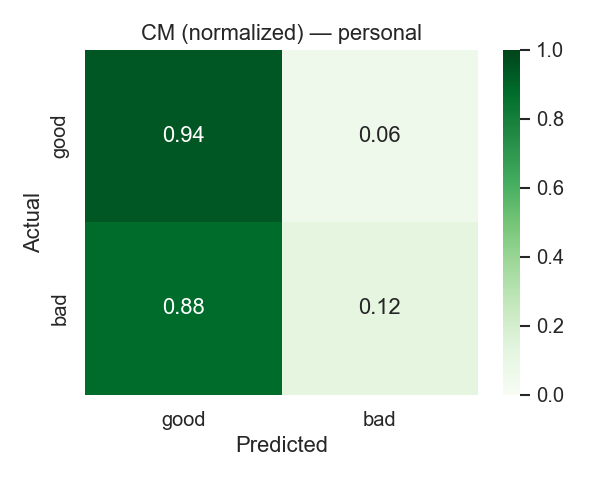 CM (normalized) — personal
Actual
good
0.94
0.06
bad
0.88
0.12
good
bad
Predicted
1.0
0.8
0.6
0.4
0.2
0.0